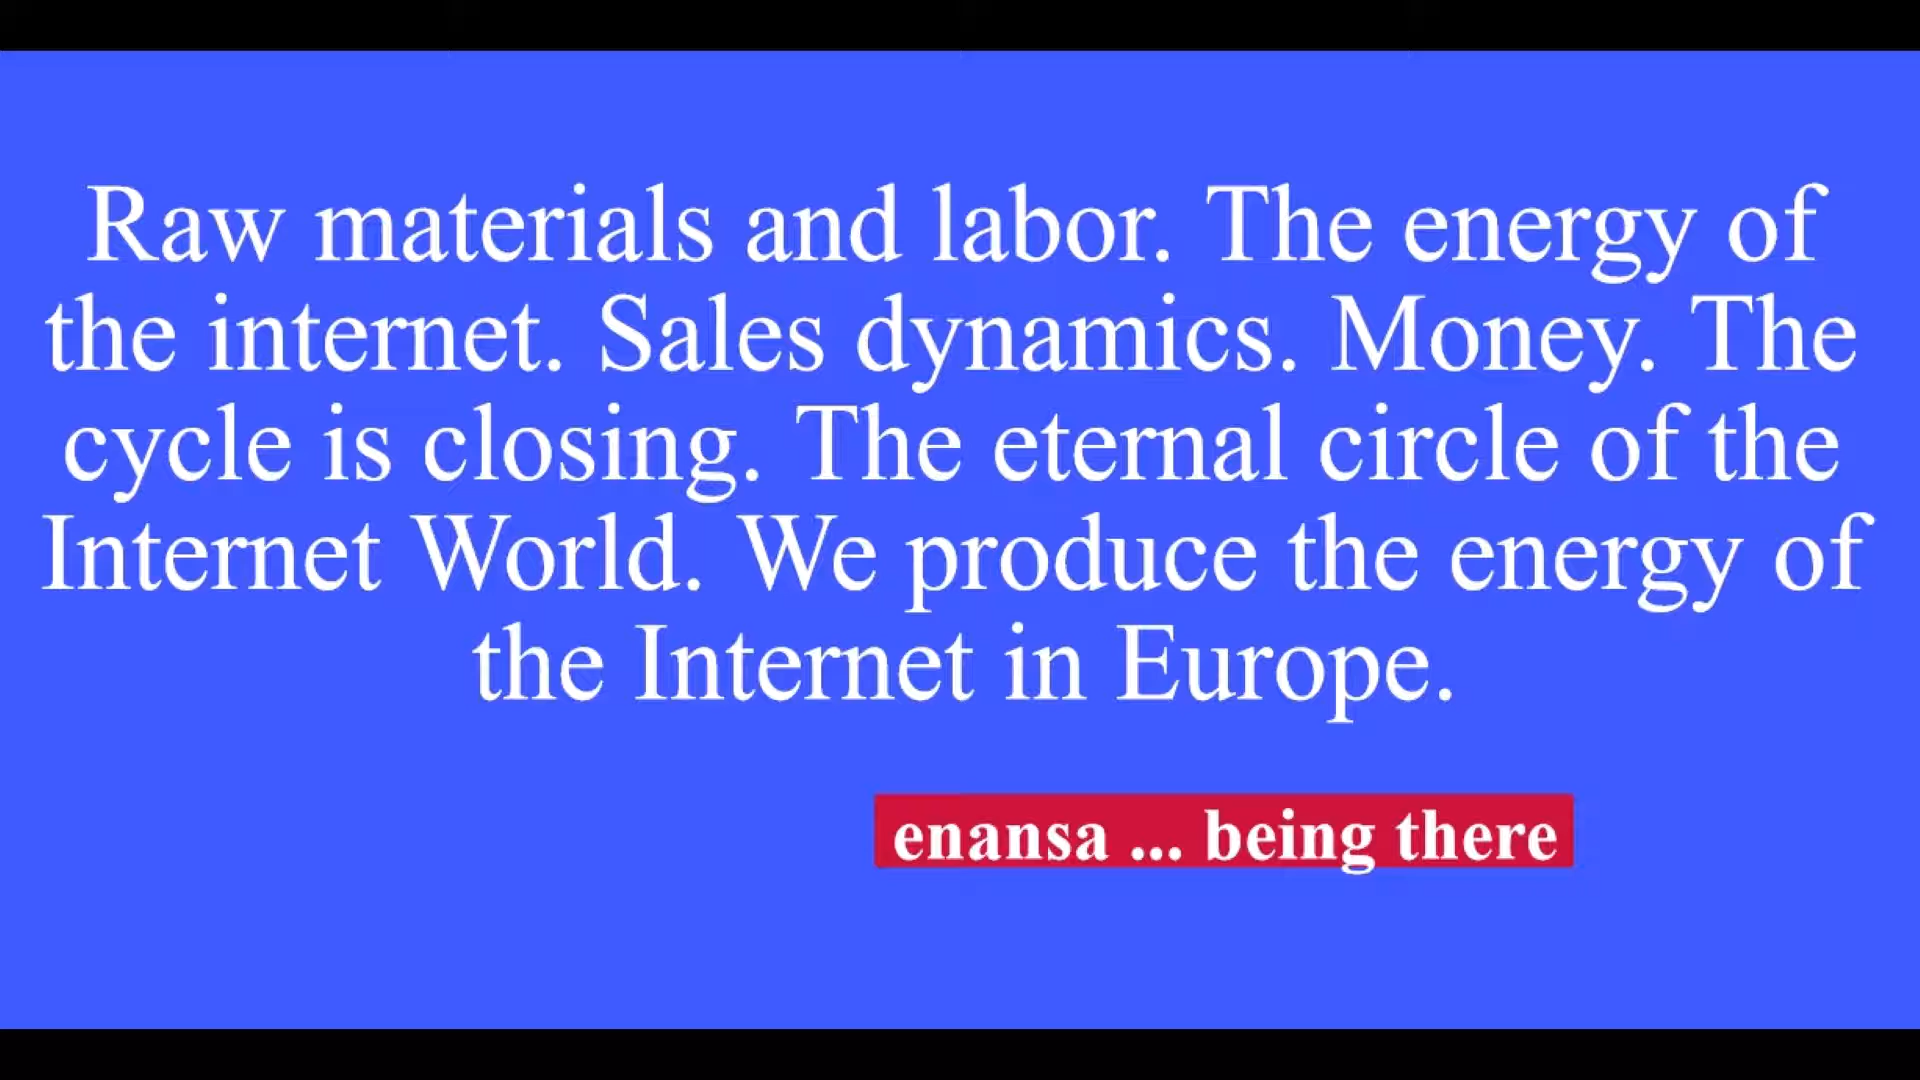 Raw materials and labor. The energy of
the internet. Sales dynamics. Money. The
cycle is closing. The eternal circle of the
Internet World. We produce the energy of
the Internet in Europe.
enansa ... being there